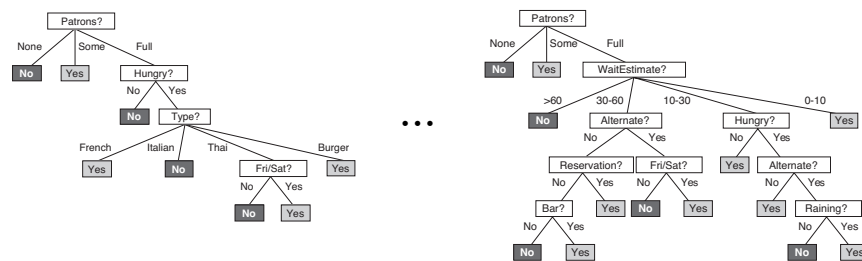 Patrons?
None Some Full
No Yes Hungry?
No Yes
No Type?
French Italian Thai Burger
Yes No Fri/Sat? Yes
No Yes
No Yes
...
Patrons?
None Some Full
No Yes WaitEstimate?
>60 30-60 10-30 0-10
No Alternate? Hungry? Yes
No Yes No Yes
Reservation? Fri/Sat? Yes Alternate?
No Yes No Yes No Yes
Bar? Yes No Yes Yes Raining?
No Yes No Yes
No Yes No Yes